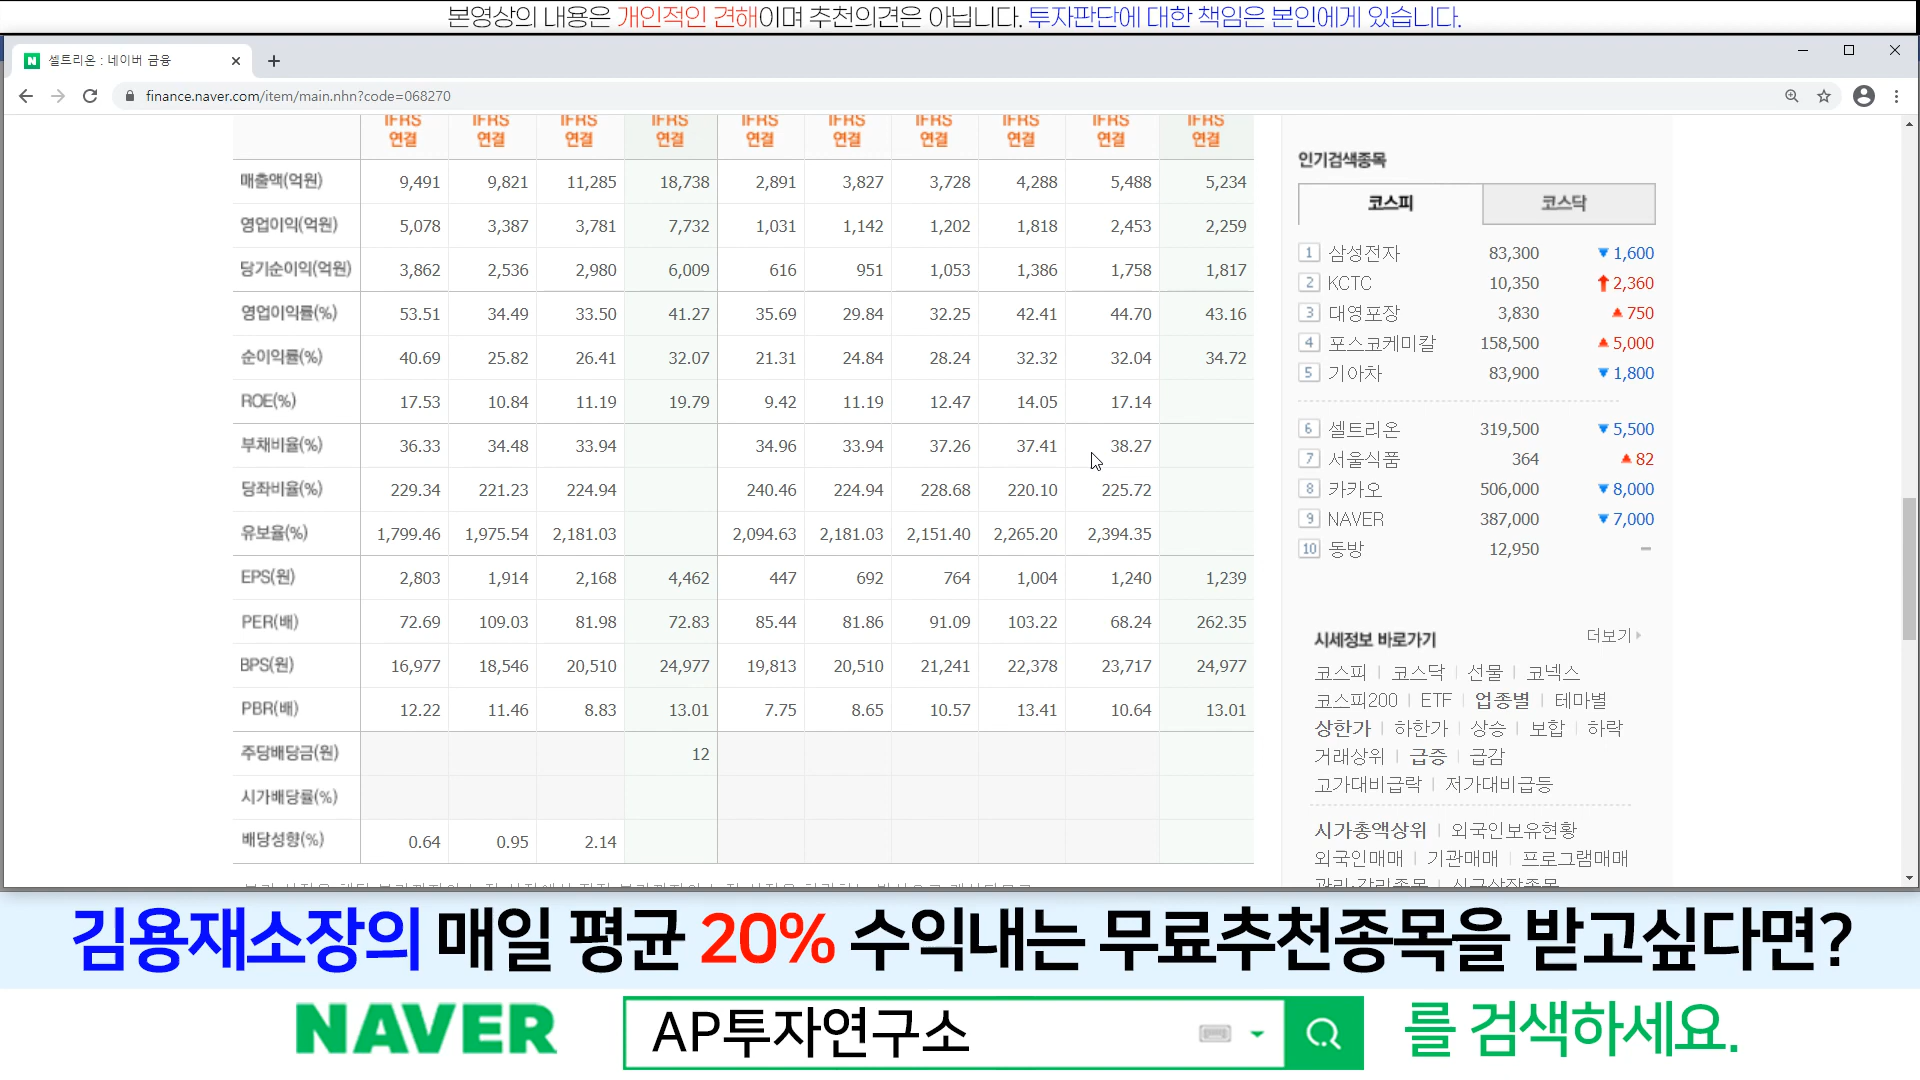 본영상의 내용은 개인적인 견해이며 추천의견은 아닙니다. 투자판단에 대한 책임은 본인에게 있습니다.
셀트리온 : 네이버 금융
finance.naver.com/item/main.nhn?code=068270
IFRS IFRS IFRS IFRS IFRS IFRS IFRS IFRS IFRS IFRS
연결 연결 연결 연결 연결 연결 연결 연결 연결 연결
매출액(억원) 9,491 9,821 11,285 18,738 2,891 3,827 3,728 4,288 5,488 5,234
영업이익(억원) 5,078 3,387 3,781 7,732 1,031 1,142 1,202 1,818 2,453 2,259
당기순이익(억원) 3,862 2,536 2,980 6,009 616 951 1,053 1,386 1,758 1,817
영업이익률(%) 53.51 34.49 33.50 41.27 35.69 29.84 32.25 42.41 44.70 43.16
순이익률(%) 40.69 25.82 26.41 32.07 21.31 24.84 28.24 32.32 32.04 34.72
ROE(%) 17.53 10.84 11.19 19.79 9.42 11.19 12.47 14.05 17.14
부채비율(%) 36.33 34.48 33.94 34.96 33.94 37.26 37.41 38.27
당좌비율(%) 229.34 221.23 224.94 240.46 224.94 228.68 220.10 225.72
유보율(%) 1,799.46 1,975.54 2,181.03 2,094.63 2,181.03 2,151.40 2,265.20 2,394.35
EPS(원) 2,803 1,914 2,168 4,462 447 692 764 1,004 1,240 1,239
PER(배) 72.69 109.03 81.98 72.83 85.44 81.86 91.09 103.22 68.24 262.35
BPS(원) 16,977 18,546 20,510 24,977 19,813 20,510 21,241 22,378 23,717 24,977
PBR(배) 12.22 11.46 8.83 13.01 7.75 8.65 10.57 13.41 10.64 13.01
주당배당금(원) 12
시가배당률(%)
배당성향(%) 0.64 0.95 2.14
인기검색종목
코스피 코스닥
1 삼성전자 83,300 ▼1,600
2 KCTC 10,350 ↑2,360
3 대영포장 3,830 ▲750
4 포스코케미칼 158,500 ▲5,000
5 기아차 83,900 ▼1,800
6 셀트리온 319,500 ▼5,500
7 서울식품 364 ▲82
8 카카오 506,000 ▼8,000
9 NAVER 387,000 ▼7,000
10 동방 12,950 –
시세정보 바로가기 더보기
코스피 | 코스닥 | 선물 | 코넥스
코스피200 | ETF | 업종별 | 테마별
상한가 | 하한가 | 상승 | 보합 | 하락
거래상위 | 급증 | 급감
고가대비급락 | 저가대비급등
시가총액상위 | 외국인보유현황
외국인매매 | 기관매매 | 프로그램매매
김용재소장의 매일 평균 20% 수익내는 무료추천종목을 받고싶다면?
NAVER AP투자연구소 를 검색하세요.